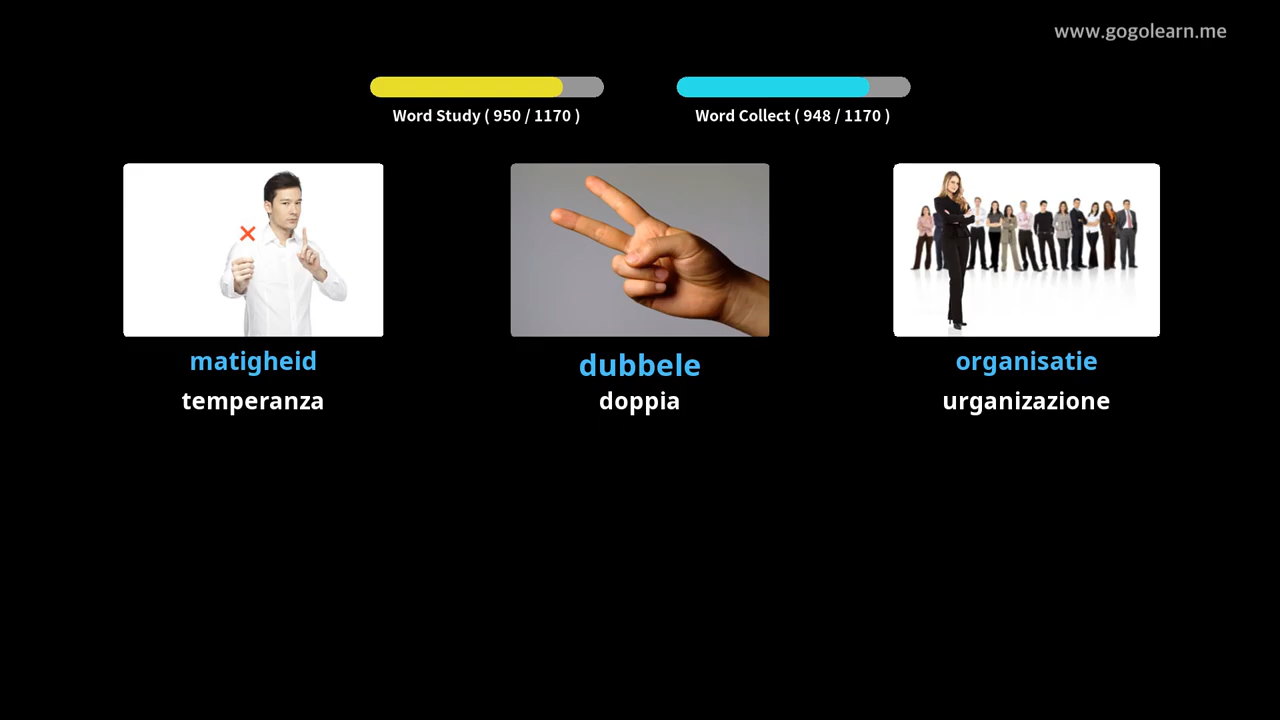 www.gogolearn.me
Word Study ( 950 / 1170 )
Word Collect ( 948 / 1170 )
matigheid
temperanza
dubbele
doppia
organisatie
urganizazione